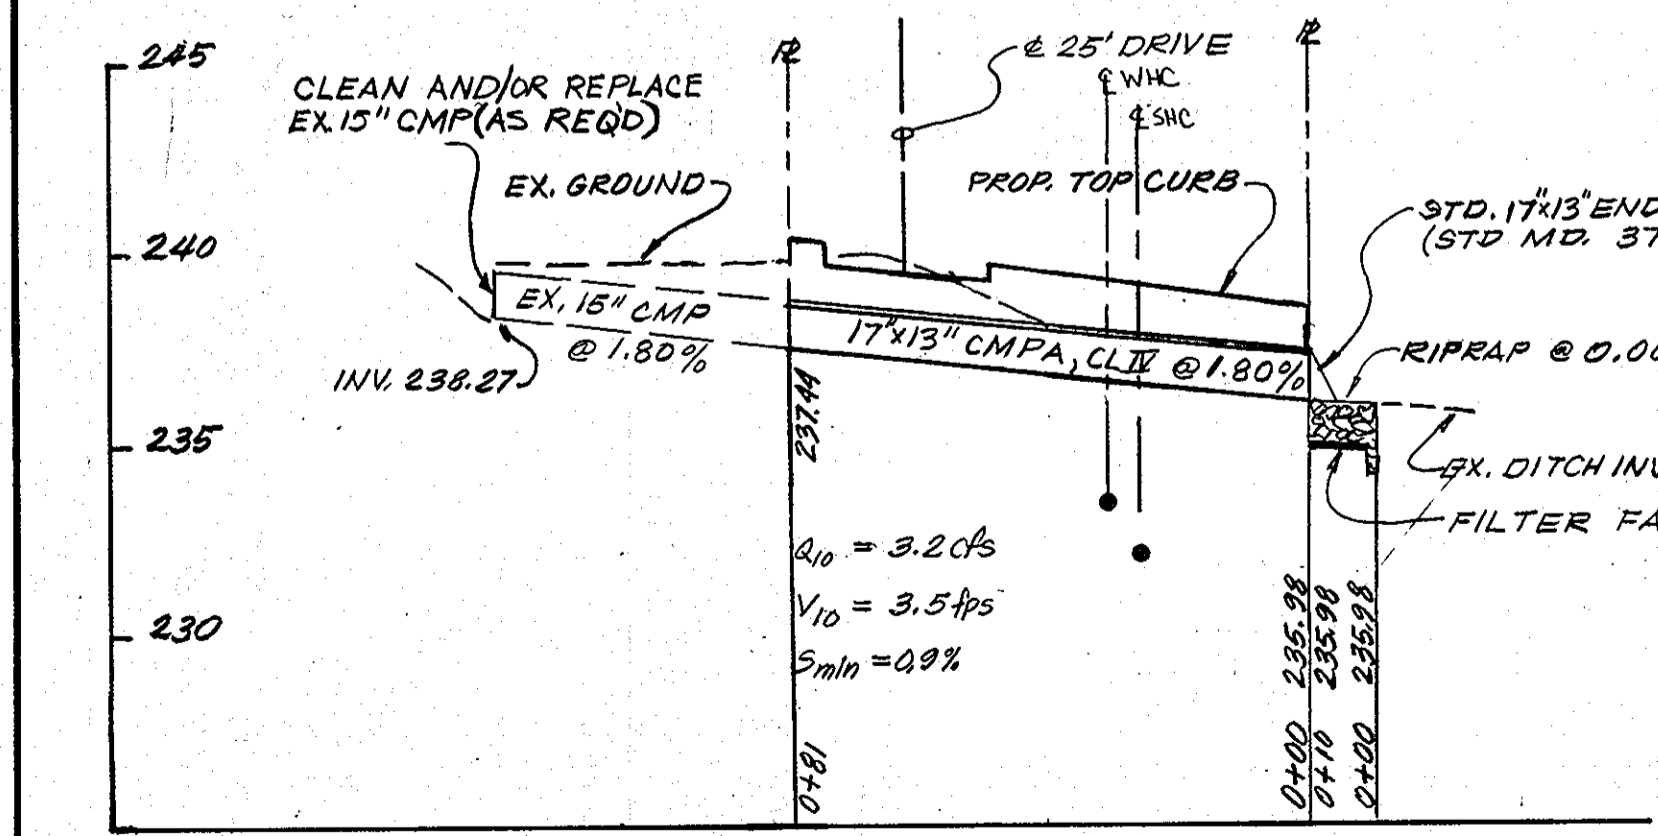 245
240
235
230
CLEAN AND/OR REPLACE
EX. 15" CMP (AS REQ'D)
EX. GROUND
EX. 15" CMP
@ 1.80%
INV. 238.27
℄ 25' DRIVE
℄ WHC
℄ SHC
PROP. TOP CURB
17"x13" CMPA, CL IV @ 1.80%
STD. 17"x13" END
(STD MD. 37
RIPRAP @ 0.00
EX. DITCH INV
FILTER FA
237.44
Q10 = 3.2 cfs
V10 = 3.5 fps
Smin = 0.9%
235.98
235.98
235.98
0+81
0+00
0+10
0+00